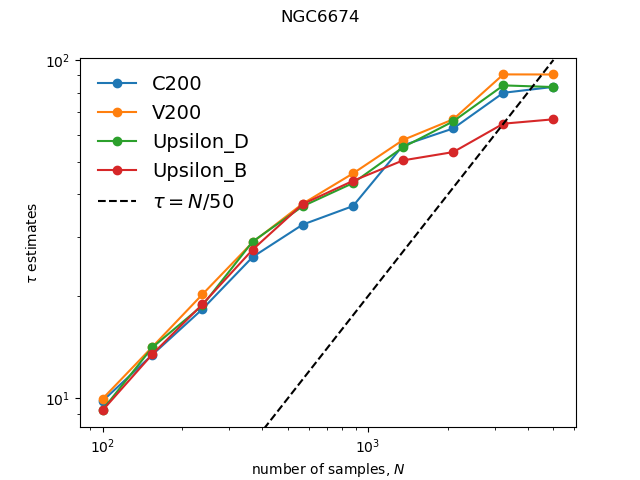 NGC6674
10²
C200
V200
Upsilon_D
Upsilon_B
τ = N/50
τ estimates
10¹
10² 10³
number of samples, N